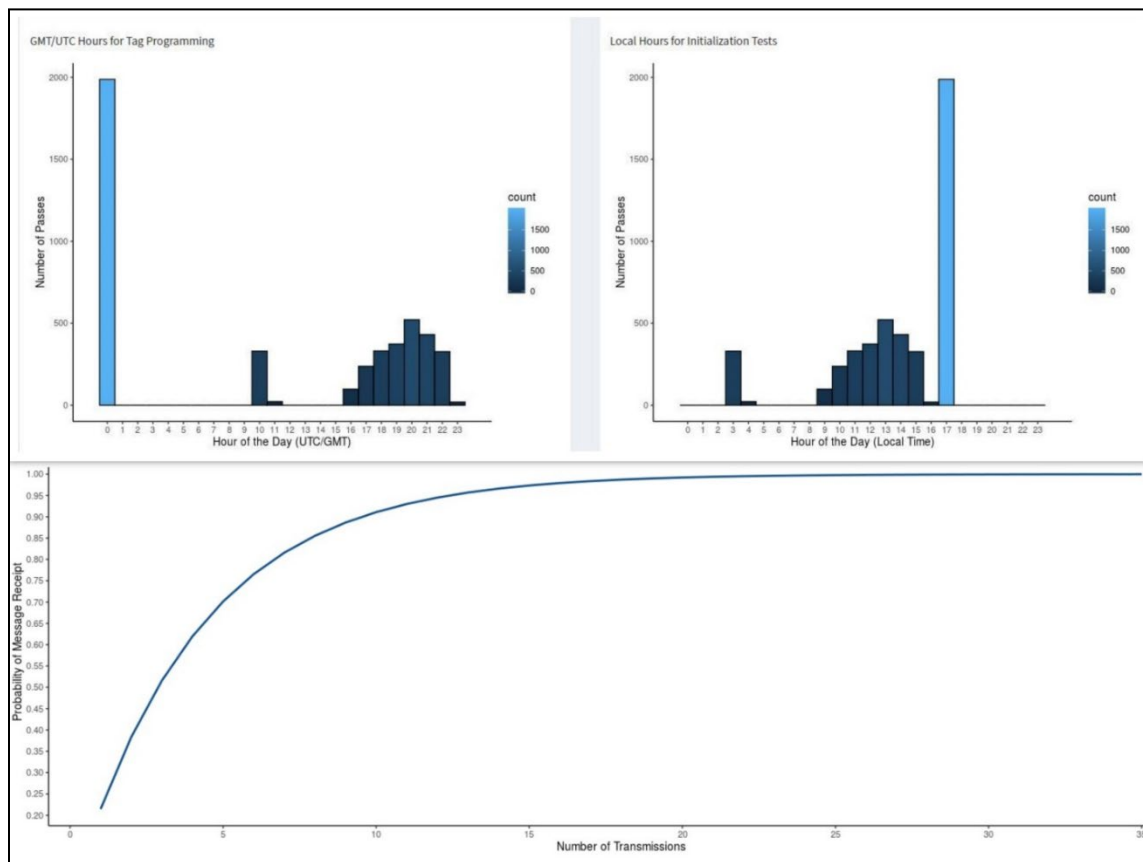 GMT/UTC Hours for Tag Programming
2000
1500
1000
500
0
Number of Passes
0 1 2 3 4 5 6 7 8 9 10 11 12 13 14 15 16 17 18 19 20 21 22 23
Hour of the Day (UTC/GMT)
count
1500
1000
500
0
Local Hours for Initialization Tests
2000
1500
1000
500
0
Number of Passes
0 1 2 3 4 5 6 7 8 9 10 11 12 13 14 15 16 17 18 19 20 21 22 23
Hour of the Day (Local Time)
count
1500
1000
500
0
1.00
0.95
0.90
0.85
0.80
0.75
0.70
0.65
0.60
0.55
0.50
0.45
0.40
0.35
0.30
0.25
0.20
Probability of Message Receipt
0 5 10 15 20 25 30 35
Number of Transmissions